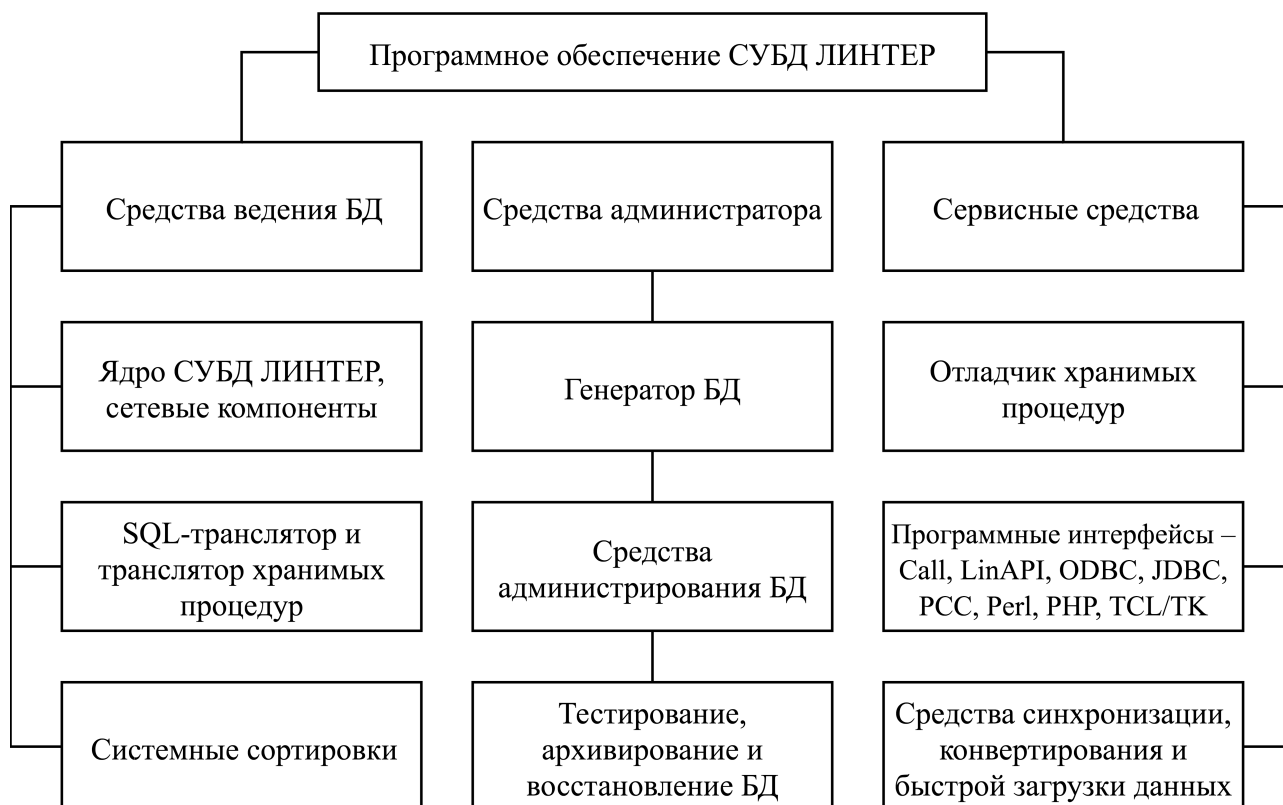 Программное обеспечение СУБД ЛИНТЕР
Средства ведения БД
Средства администратора
Сервисные средства
Ядро СУБД ЛИНТЕР,
сетевые компоненты
Генератор БД
Отладчик хранимых
процедур
SQL-транслятор и
транслятор хранимых
процедур
Средства
администрирования БД
Программные интерфейсы –
Call, LinAPI, ODBC, JDBC,
PCC, Perl, PHP, TCL/TK
Системные сортировки
Тестирование,
архивирование и
восстановление БД
Средства синхронизации,
конвертирования и
быстрой загрузки данных